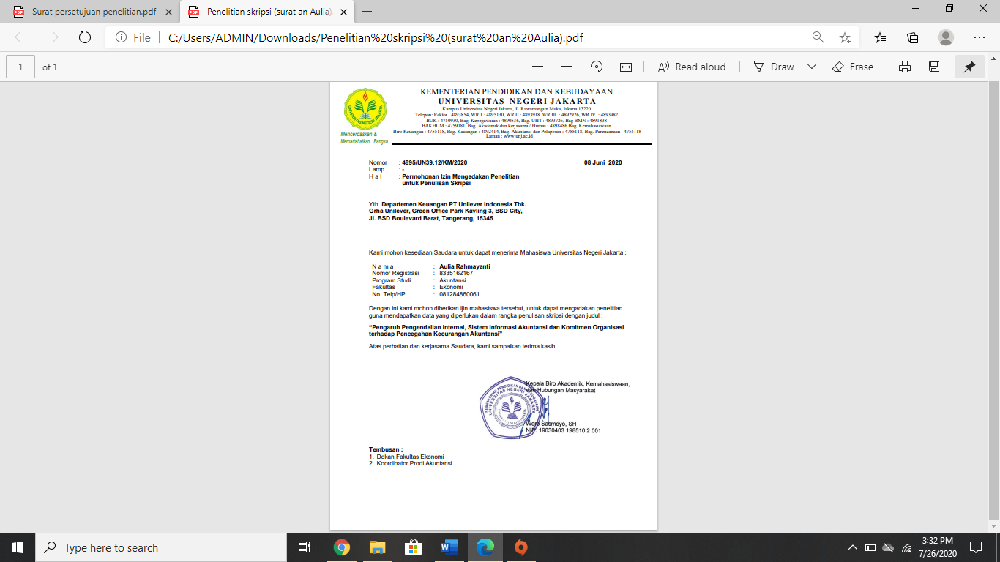 Surat persetujuan penelitian.pdf
Penelitian skripsi (surat an Aulia)
File
C:/Users/ADMIN/Downloads/Penelitian%20skripsi%20(surat%20an%20Aulia).pdf
1 of 1
Read aloud
Draw
Erase
KEMENTERIAN PENDIDIKAN DAN KEBUDAYAAN
UNIVERSITAS NEGERI JAKARTA
Kampus Universitas Negeri Jakarta, Jl. Rawamangun Muka, Jakarta 13220
Telepon: Rektor : 4893854, WR.I : 4895130, WR.II : 4893918. WR III. : 4892926, WR IV. : 4893982
BUK : 4750930, Bag. Kepegawaian : 4890536, Bag. UHT : 4893726, Bag BMN : 4891838
BAKHUM : 4759081, Bag. Akademik dan kerjasama / Humas : 4898486 Bag. Kemahasiswaan
Biro Keuangan : 4755118, Bag. Keuangan : 4892414, Bag. Akuntansi dan Pelaporan : 4755118, Bag. Perencanaan : 4755118
Laman : www.unj.ac.id
UNIVERSITAS NEGERI JAKARTA
Mencerdaskan &
Memartabatkan Bangsa
Nomor : 4895/UN39.12/KM/2020 08 Juni 2020
Lamp. : -
H a l : Permohonan Izin Mengadakan Penelitian
untuk Penulisan Skripsi
Yth. Departemen Keuangan PT Unilever Indonesia Tbk.
Grha Unilever, Green Office Park Kavling 3, BSD City,
Jl. BSD Boulevard Barat, Tangerang, 15345
Kami mohon kesediaan Saudara untuk dapat menerima Mahasiswa Universitas Negeri Jakarta :
N a m a : Aulia Rahmayanti
Nomor Registrasi : 8335162167
Program Studi : Akuntansi
Fakultas : Ekonomi
No. Telp/HP : 081284860061
Dengan ini kami mohon diberikan ijin mahasiswa tersebut, untuk dapat mengadakan penelitian
guna mendapatkan data yang diperlukan dalam rangka penulisan skripsi dengan judul :
“Pengaruh Pengendalian Internal, Sistem Informasi Akuntansi dan Komitmen Organisasi
terhadap Pencegahan Kecurangan Akuntansi”
Atas perhatian dan kerjasama Saudara, kami sampaikan terima kasih.
Kepala Biro Akademik, Kemahasiswaan,
dan Hubungan Masyarakat
KEMENTERIAN PENDIDIKAN DAN KEBUDAYAAN
UNIVERSITAS NEGERI JAKARTA
Woro Sasmoyo, SH
NIP. 19630403 198510 2 001
Tembusan :
1. Dekan Fakultas Ekonomi
2. Koordinator Prodi Akuntansi
Type here to search
3:32 PM
7/26/2020